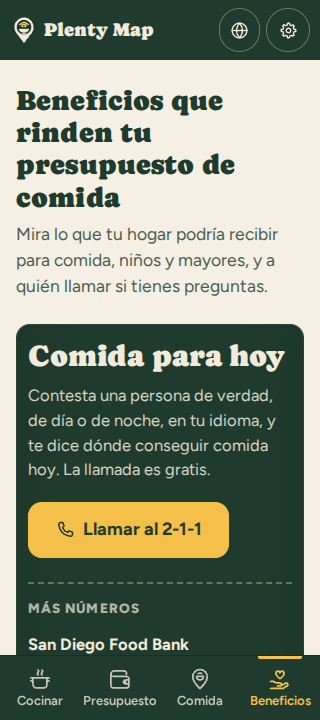 Plenty Map
Beneficios que
rinden tu
presupuesto de
comida
Mira lo que tu hogar podría recibir
para comida, niños y mayores, y a
quién llamar si tienes preguntas.
Comida para hoy
Contesta una persona de verdad,
de día o de noche, en tu idioma, y
te dice dónde conseguir comida
hoy. La llamada es gratis.
Llamar al 2-1-1
MÁS NÚMEROS
San Diego Food Bank
Cocinar
Presupuesto
Comida
Beneficios